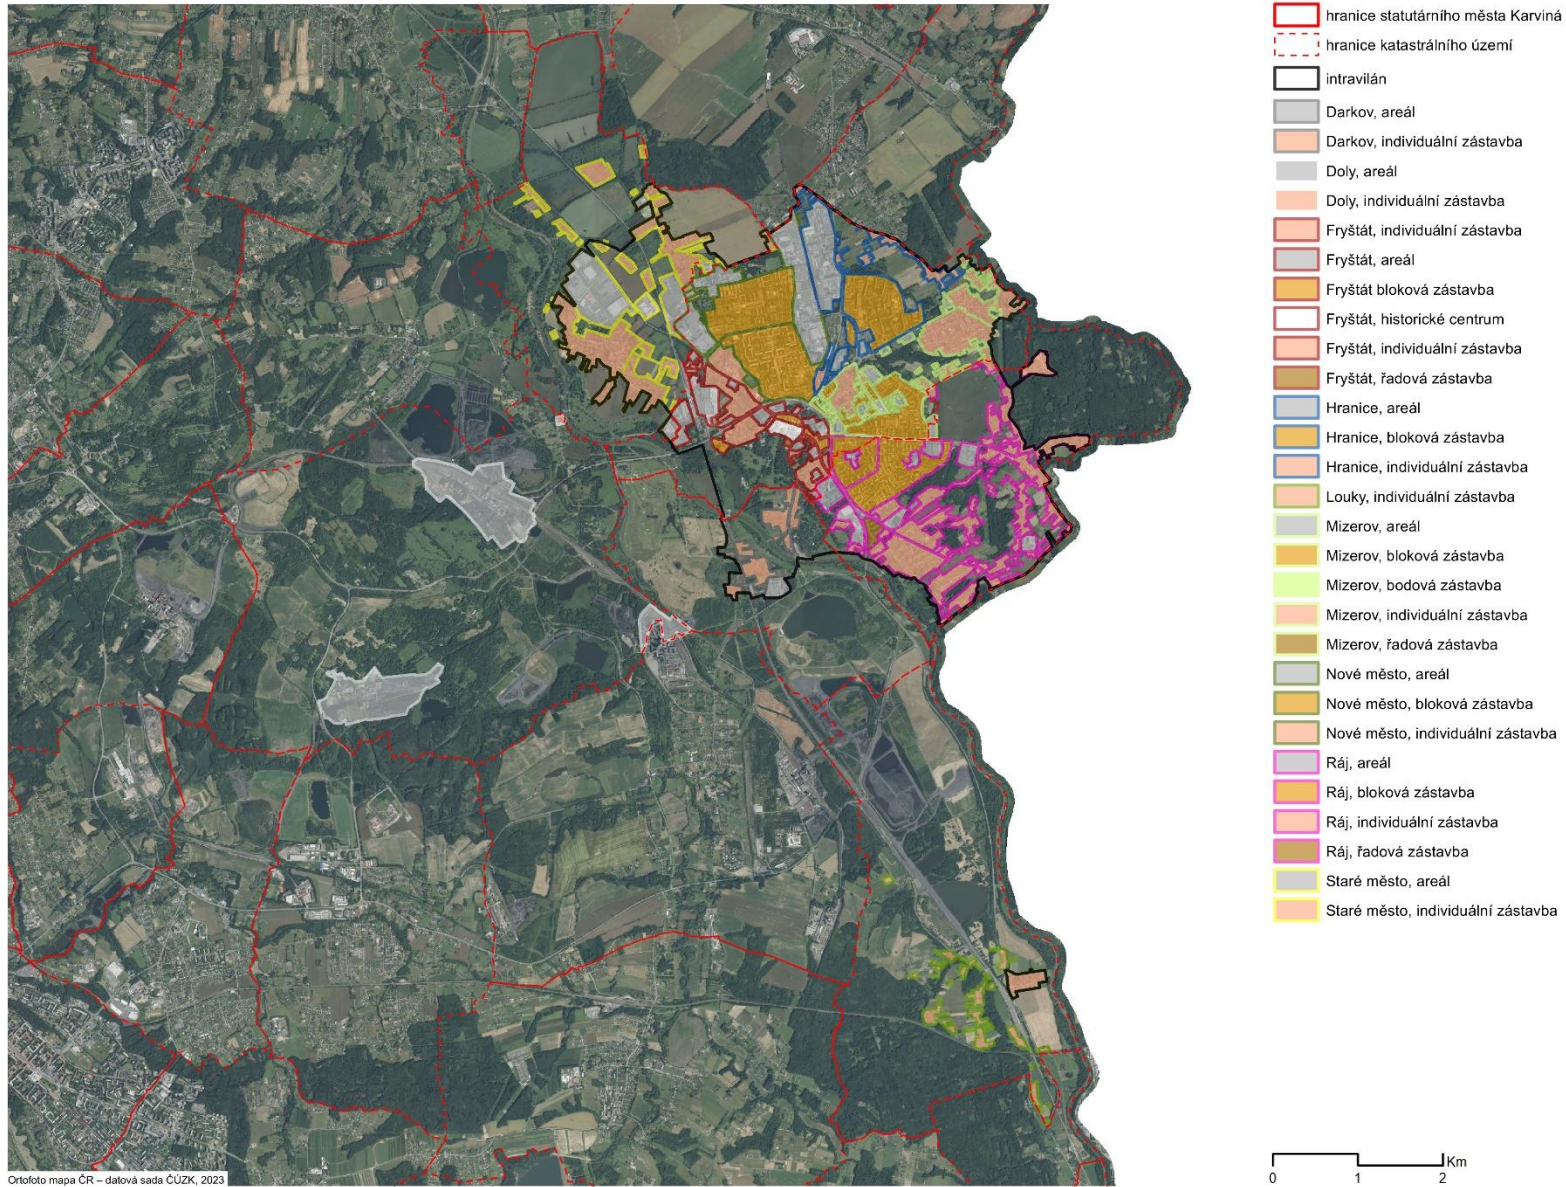 hranice statutárního města Karviná
hranice katastrálního území
intravilán
Darkov, areál
Darkov, individuální zástavba
Doly, areál
Doly, individuální zástavba
Fryštát, individuální zástavba
Fryštát, areál
Fryštát bloková zástavba
Fryštát, historické centrum
Fryštát, individuální zástavba
Fryštát, řadová zástavba
Hranice, areál
Hranice, bloková zástavba
Hranice, individuální zástavba
Louky, individuální zástavba
Mizerov, areál
Mizerov, bloková zástavba
Mizerov, bodová zástavba
Mizerov, individuální zástavba
Mizerov, řadová zástavba
Nové město, areál
Nové město, bloková zástavba
Nové město, individuální zástavba
Ráj, areál
Ráj, bloková zástavba
Ráj, individuální zástavba
Ráj, řadová zástavba
Staré město, areál
Staré město, individuální zástavba
Km
0 1 2
Ortofoto mapa ČR – datová sada ČÚZK, 2023